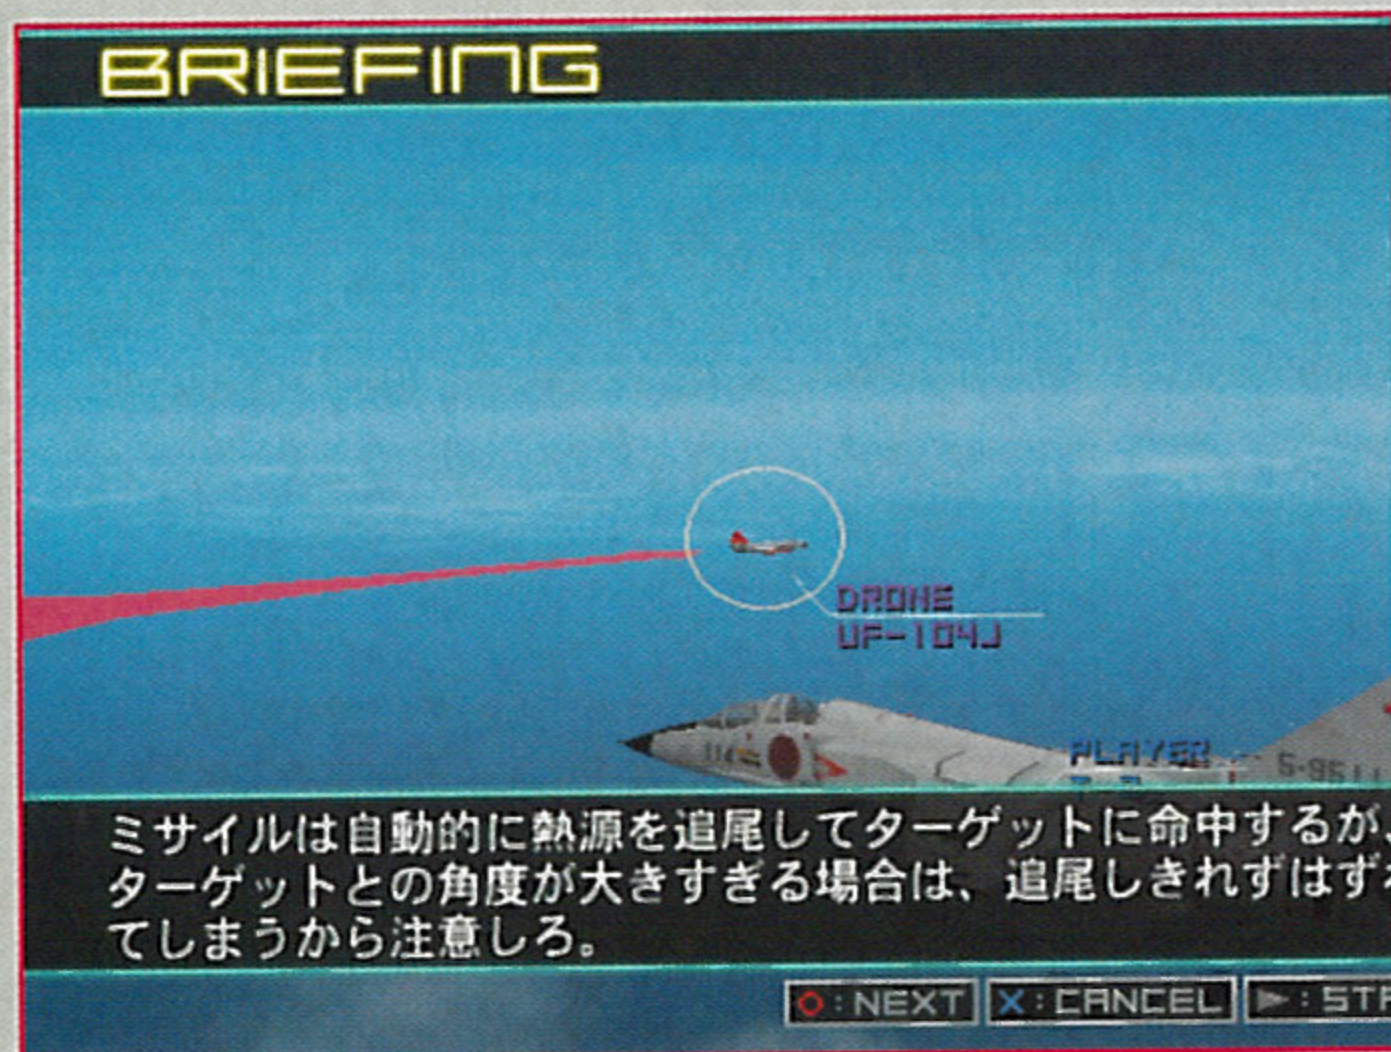 BRIEFING
DRONE
UF-104J
114
PLAYER
ミサイルは自動的に熱源を追尾してターゲットに命中するが、
ターゲットとの角度が大きすぎる場合は、追尾しきれずはずれ
てしまうから注意しろ。
O : NEXT X : CANCEL ▶ : STA